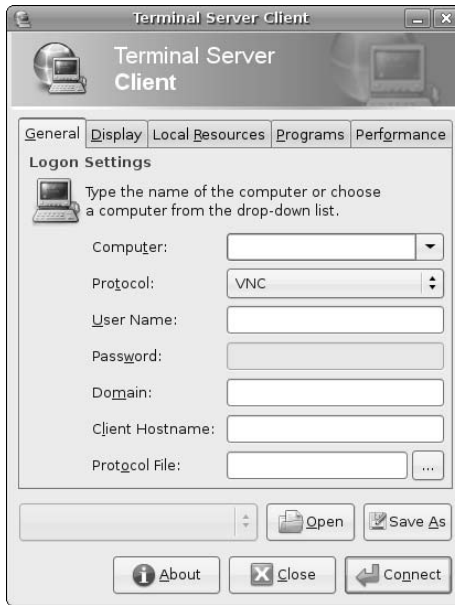 Terminal Server Client
Terminal Server
Client
General Display Local Resources Programs Performance
Logon Settings
Type the name of the computer or choose
a computer from the drop-down list.
Computer:
Protocol: VNC
User Name:
Password:
Domain:
Client Hostname:
Protocol File: ...
Open Save As
About Close Connect